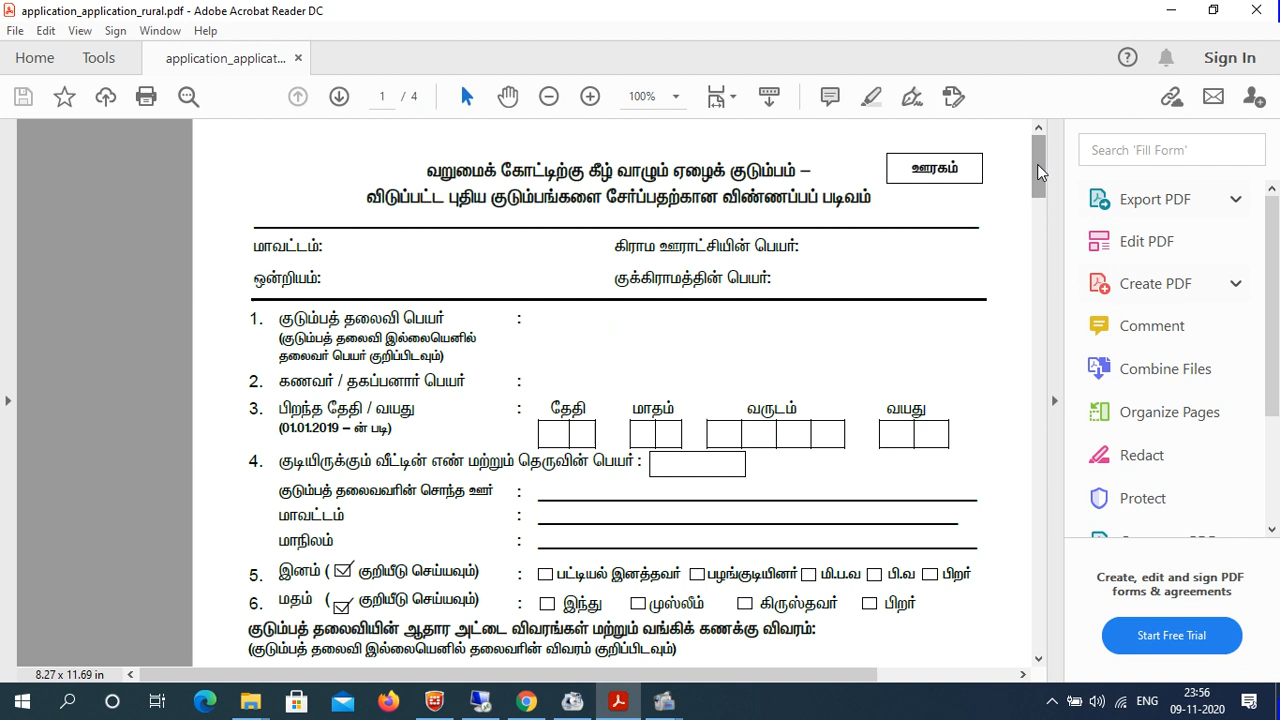 application_application_rural.pdf - Adobe Acrobat Reader DC
File Edit View Sign Window Help
Home Tools application_applicat... × Sign In
1 / 4 100%
வறுமைக் கோட்டிற்கு கீழ் வாழும் ஏழைக் குடும்பம் –
ஊரகம்
விடுபட்ட புதிய குடும்பங்களை சேர்ப்பதற்கான விண்ணப்பப் படிவம்
மாவட்டம்: கிராம ஊராட்சியின் பெயர்:
ஒன்றியம்: குக்கிராமத்தின் பெயர்:
1. குடும்பத் தலைவி பெயர் :
(குடும்பத் தலைவி இல்லையெனில்
தலைவர் பெயர் குறிப்பிடவும்)
2. கணவர் / தகப்பனார் பெயர் :
3. பிறந்த தேதி / வயது : தேதி மாதம் வருடம் வயது
(01.01.2019 – ன் படி)
4. குடியிருக்கும் வீட்டின் எண் மற்றும் தெருவின் பெயர் :
குடும்பத் தலைவவரின் சொந்த ஊர் :
மாவட்டம் :
மாநிலம் :
5. இனம் ( குறியீடு செய்யவும்) : பட்டியல் இனத்தவர் பழங்குடியினர் மி.ப.வ பி.வ பிறர்
6. மதம் ( குறியீடு செய்யவும்) : இந்து முஸ்லீம் கிருஸ்தவர் பிறர்
குடும்பத் தலைவியின் ஆதார அட்டை விவரங்கள் மற்றும் வங்கிக் கணக்கு விவரம்:
(குடும்பத் தலைவி இல்லையெனில் தலைவரின் விவரம் குறிப்பிடவும்)
8.27 x 11.69 in
Search 'Fill Form'
Export PDF
Edit PDF
Create PDF
Comment
Combine Files
Organize Pages
Redact
Protect
Create, edit and sign PDF
forms & agreements
Start Free Trial
ENG
23:56
09-11-2020